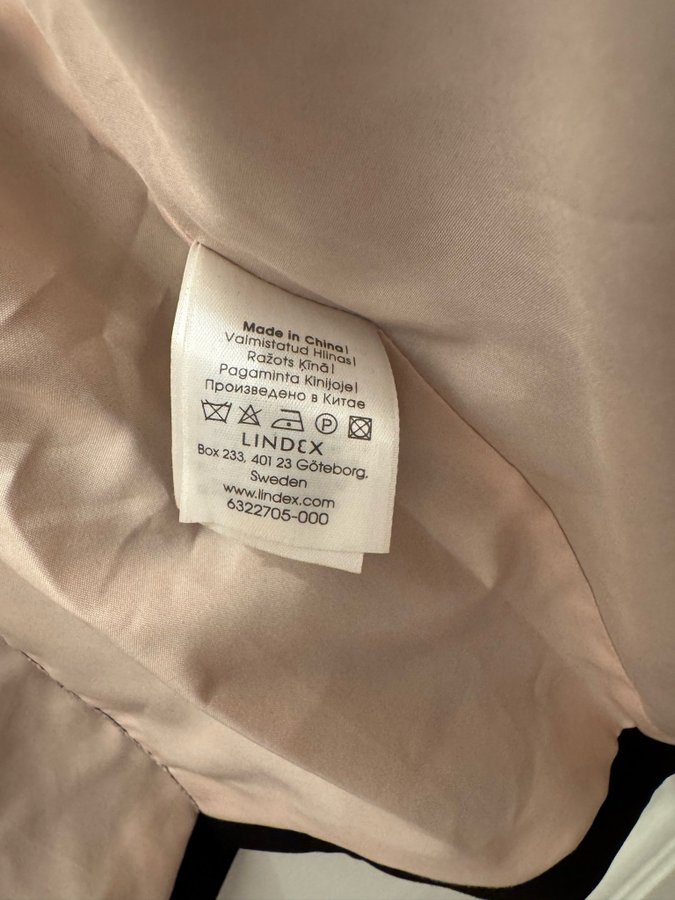 Made in China!
Valmistatud Hiinas!
Ražots Ķīnā!
Pagaminta Kinijoje!
Произведено в Китае
P
LINDEX
Box 233, 401 23 Göteborg,
Sweden
www.lindex.com
6322705-000